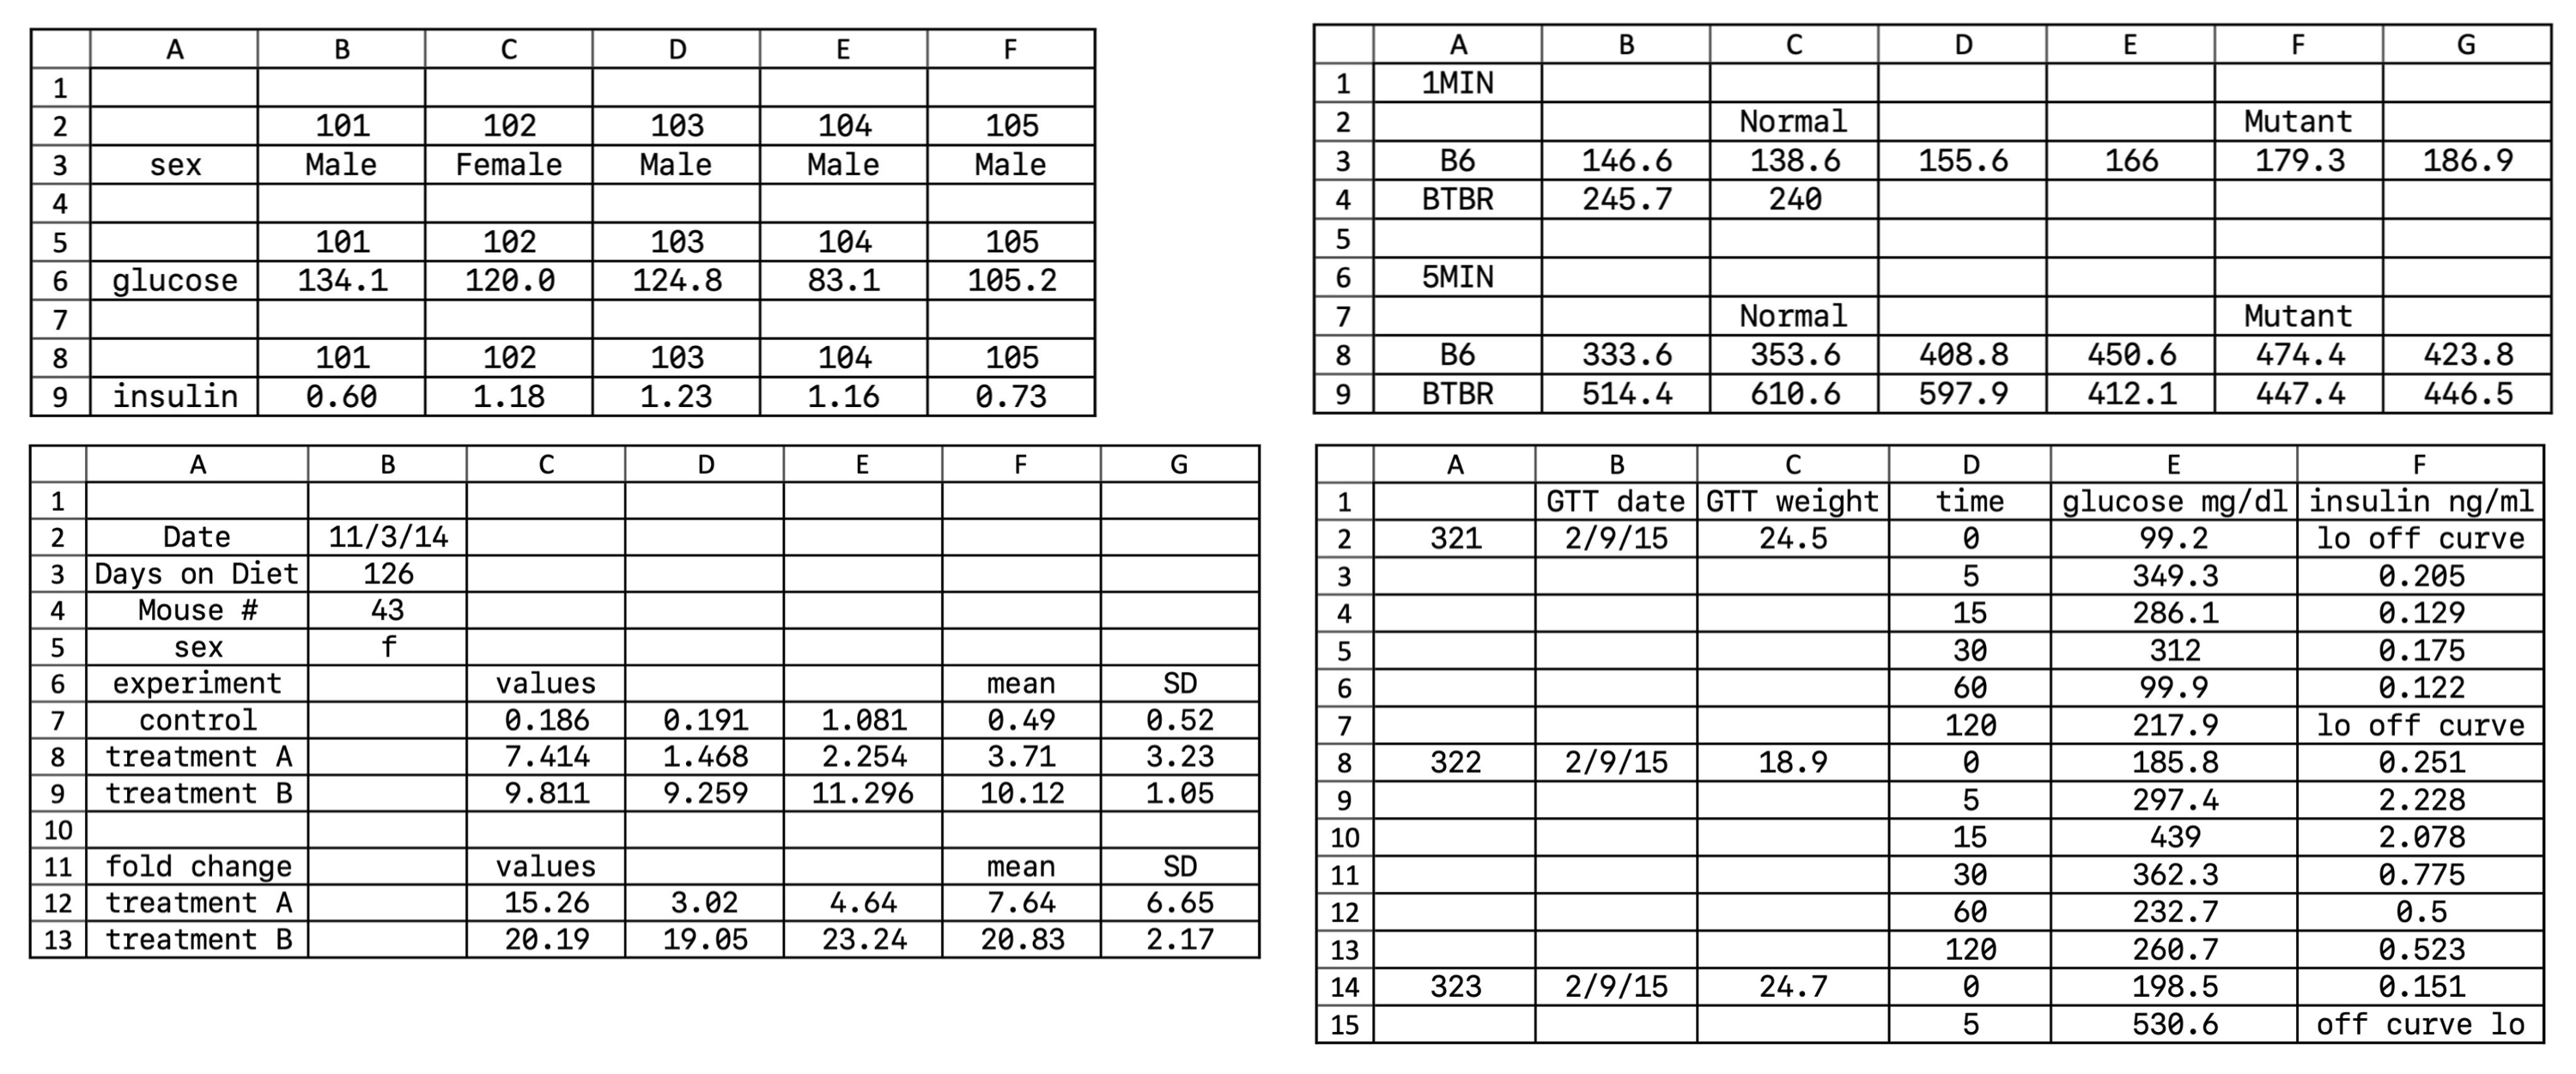 A B C D E F
1
2 101 102 103 104 105
3 sex Male Female Male Male Male
4
5 101 102 103 104 105
6 glucose 134.1 120.0 124.8 83.1 105.2
7
8 101 102 103 104 105
9 insulin 0.60 1.18 1.23 1.16 0.73
A B C D E F G
1 1MIN
2 Normal Mutant
3 B6 146.6 138.6 155.6 166 179.3 186.9
4 BTBR 245.7 240
5
6 5MIN
7 Normal Mutant
8 B6 333.6 353.6 408.8 450.6 474.4 423.8
9 BTBR 514.4 610.6 597.9 412.1 447.4 446.5
A B C D E F G
1
2 Date 11/3/14
3 Days on Diet 126
4 Mouse # 43
5 sex f
6 experiment values mean SD
7 control 0.186 0.191 1.081 0.49 0.52
8 treatment A 7.414 1.468 2.254 3.71 3.23
9 treatment B 9.811 9.259 11.296 10.12 1.05
10
11 fold change values mean SD
12 treatment A 15.26 3.02 4.64 7.64 6.65
13 treatment B 20.19 19.05 23.24 20.83 2.17
A B C D E F
1 GTT date GTT weight time glucose mg/dl insulin ng/ml
2 321 2/9/15 24.5 0 99.2 lo off curve
3 5 349.3 0.205
4 15 286.1 0.129
5 30 312 0.175
6 60 99.9 0.122
7 120 217.9 lo off curve
8 322 2/9/15 18.9 0 185.8 0.251
9 5 297.4 2.228
10 15 439 2.078
11 30 362.3 0.775
12 60 232.7 0.5
13 120 260.7 0.523
14 323 2/9/15 24.7 0 198.5 0.151
15 5 530.6 off curve lo